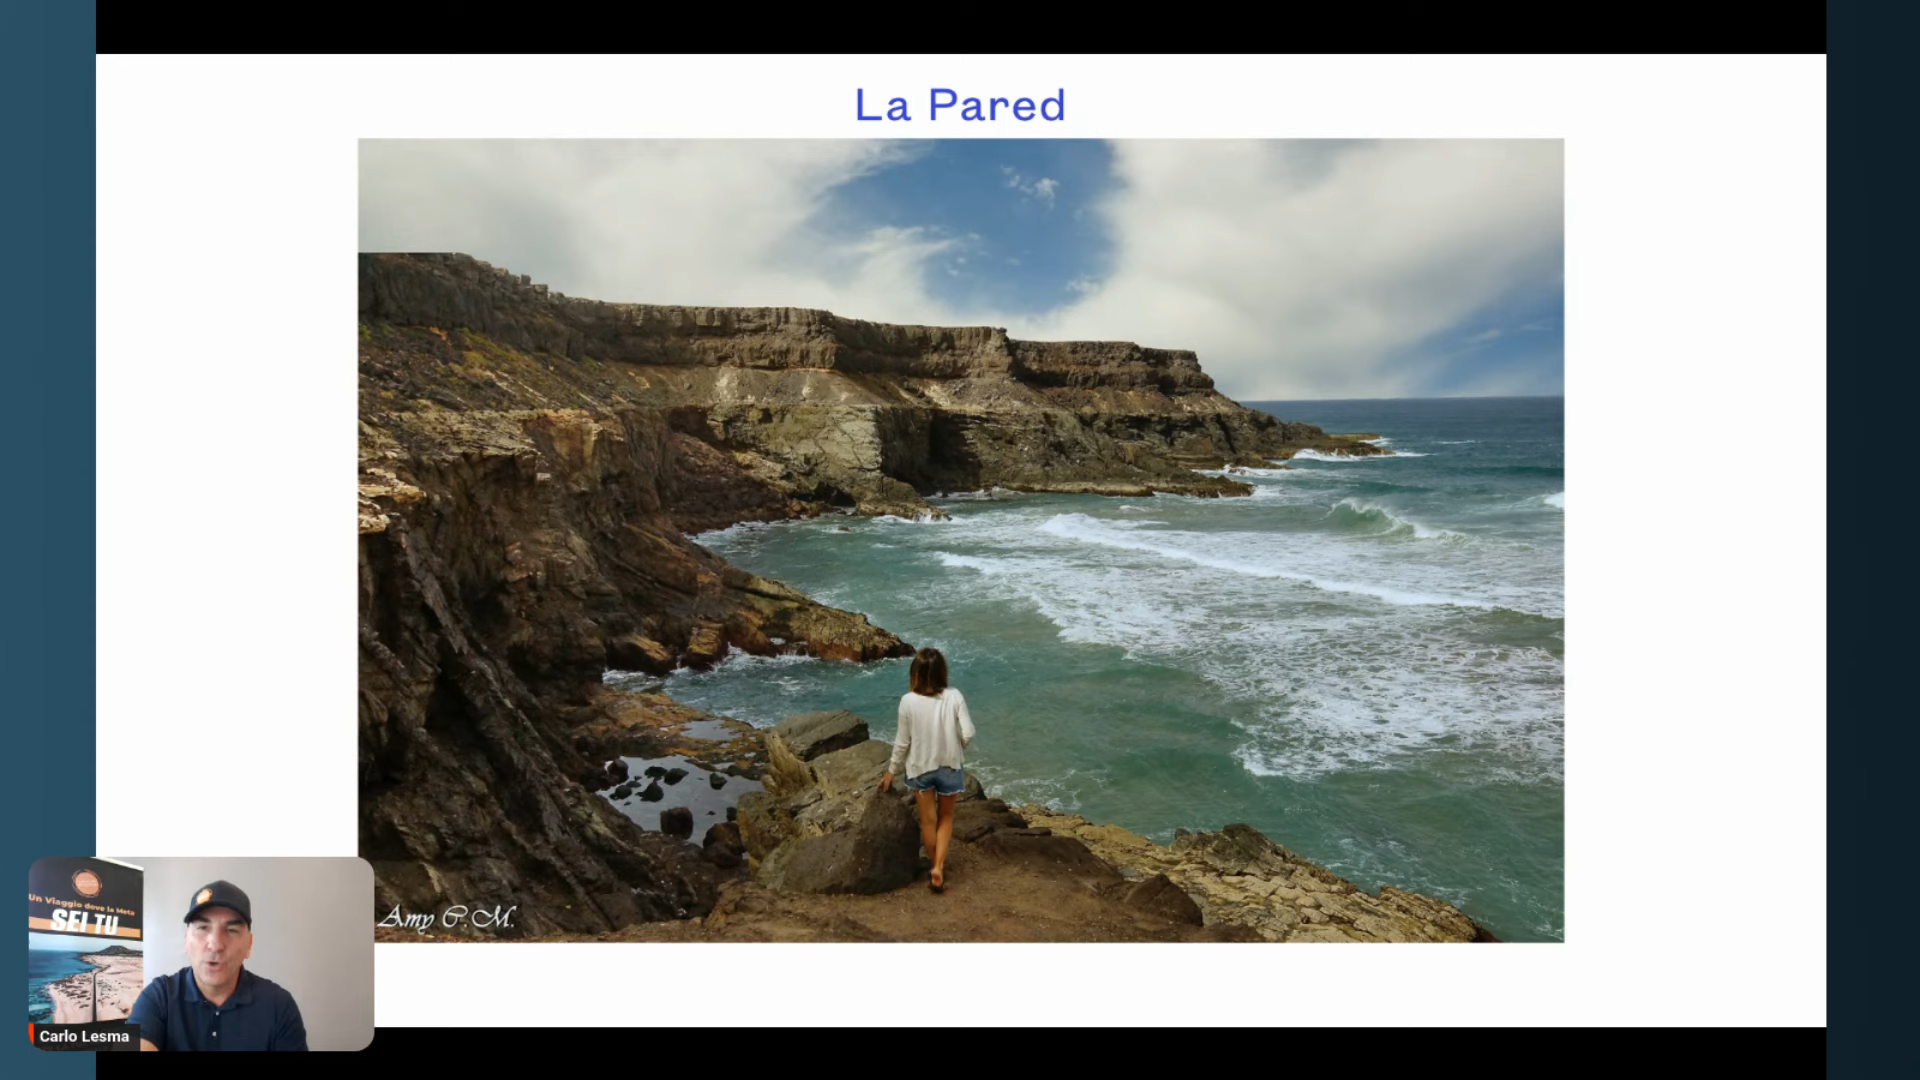 La Pared
Amy C.M.
Un Viaggio dove la Meta
SEI TU
Carlo Lesma